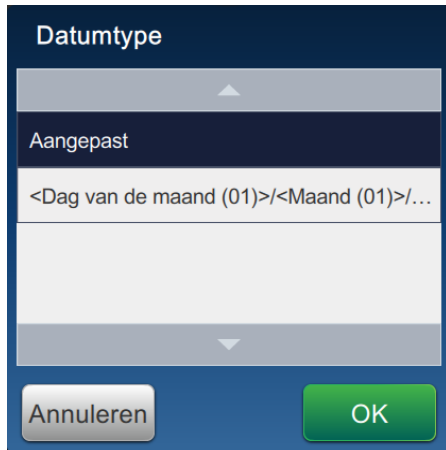 Datumtype
Aangepast
<Dag van de maand (01)>/<Maand (01)>/...
Annuleren
OK